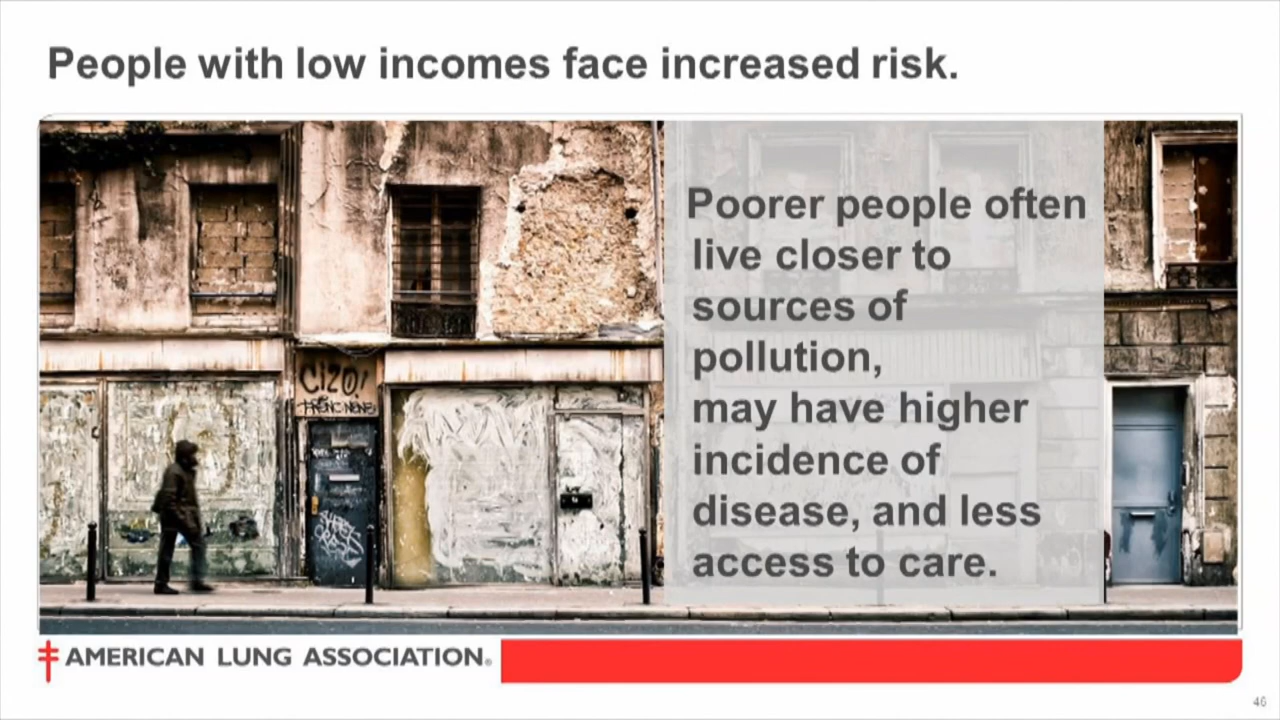 People with low incomes face increased risk.
Poorer people often
live closer to
sources of
pollution,
may have higher
incidence of
disease, and less
access to care.
CiZO!
AMERICAN LUNG ASSOCIATION®
46